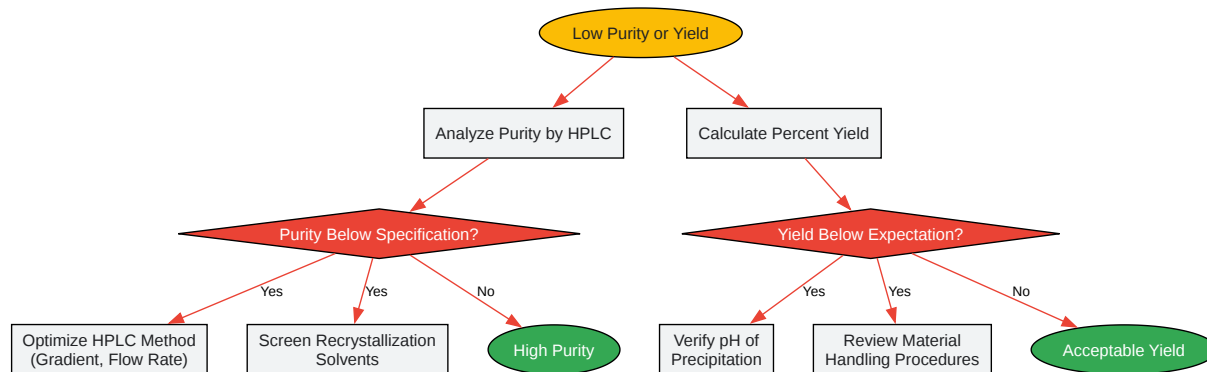 Low Purity or Yield
Analyze Purity by HPLC
Calculate Percent Yield
Purity Below Specification?
Yield Below Expectation?
Yes
Yes
No
Yes
Yes
No
Optimize HPLC Method
(Gradient, Flow Rate)
Screen Recrystallization
Solvents
High Purity
Verify pH of
Precipitation
Review Material
Handling Procedures
Acceptable Yield